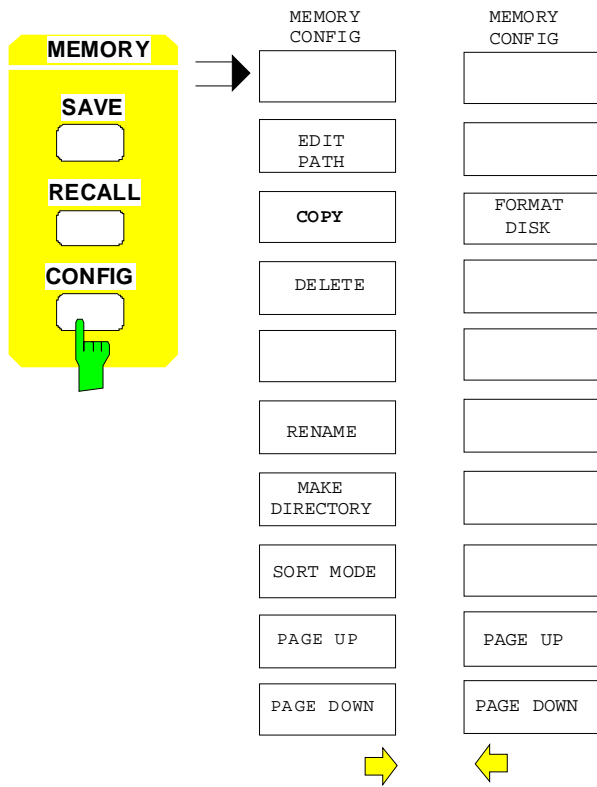 MEMORY
SAVE
RECALL
CONFIG
MEMORY
CONFIG
EDIT
PATH
COPY
DELETE
RENAME
MAKE
DIRECTORY
SORT MODE
PAGE UP
PAGE DOWN
MEMORY
CONFIG
FORMAT
DISK
PAGE UP
PAGE DOWN